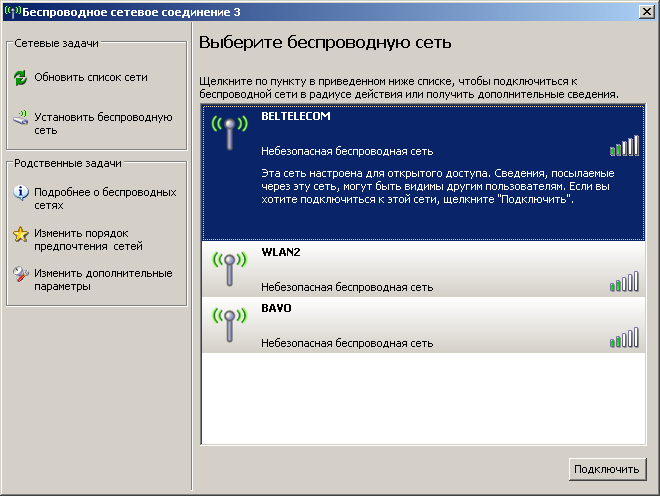 Беспроводное сетевое соединение 3
Сетевые задачи
Обновить список сети
Установить беспроводную
сеть
Родственные задачи
Подробнее о беспроводных
сетях
Изменить порядок
предпочтения сетей
Изменить дополнительные
параметры
Выберите беспроводную сеть
Щелкните по пункту в приведенном ниже списке, чтобы подключиться к
беспроводной сети в радиусе действия или получить дополнительные сведения.
BELTELECOM
Небезопасная беспроводная сеть
Эта сеть настроена для открытого доступа. Сведения, посылаемые
через эту сеть, могут быть видимы другим пользователям. Если вы
хотите подключиться к этой сети, щелкните "Подключить".
WLAN2
Небезопасная беспроводная сеть
BAVO
Небезопасная беспроводная сеть
Подключить